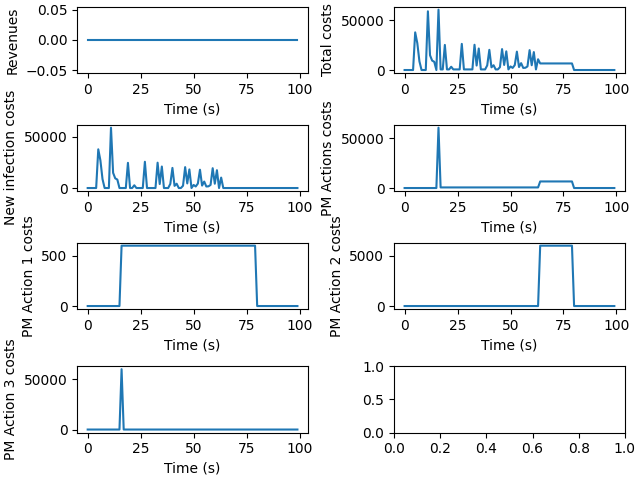 Revenues
0.05
0.00
−0.05
0 25 50 75 100
Time (s)
Total costs
50000
0
0 25 50 75 100
Time (s)
New infection costs
50000
0
0 25 50 75 100
Time (s)
PM Actions costs
50000
0
0 25 50 75 100
Time (s)
PM Action 1 costs
500
0
0 25 50 75 100
Time (s)
PM Action 2 costs
5000
0
0 25 50 75 100
Time (s)
PM Action 3 costs
50000
0
0 25 50 75 100
Time (s)
1.0
0.5
0.0
0.0 0.2 0.4 0.6 0.8 1.0